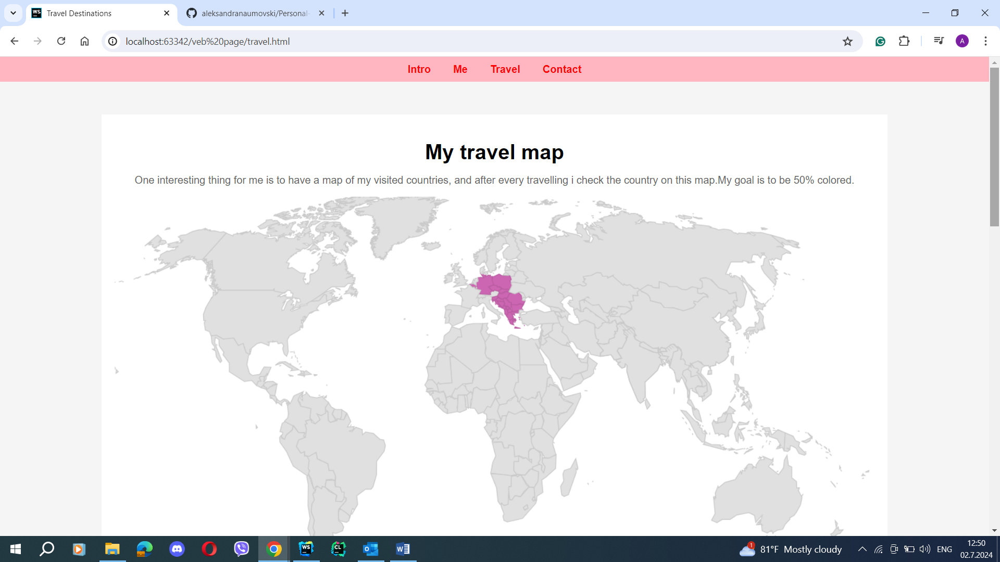 WS Travel Destinations
aleksandranaumovski/Personal-
localhost:63342/veb%20page/travel.html
A
Intro Me Travel Contact
My travel map
One interesting thing for me is to have a map of my visited countries, and after every travelling i check the country on this map.My goal is to be 50% colored.
WS CL 1 81°F Mostly cloudy ENG 12:50
02.7.2024